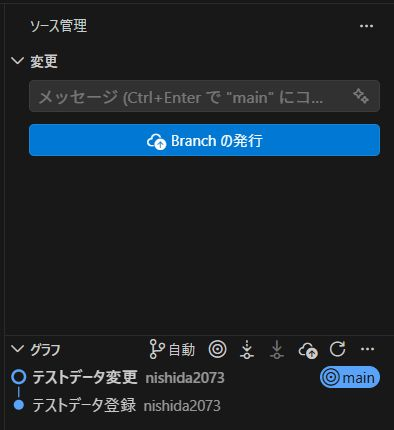 ソース管理
変更
メッセージ (Ctrl+Enter で "main" にコ...
Branch の発行
グラフ 自動
テストデータ変更 nishida2073 main
テストデータ登録 nishida2073